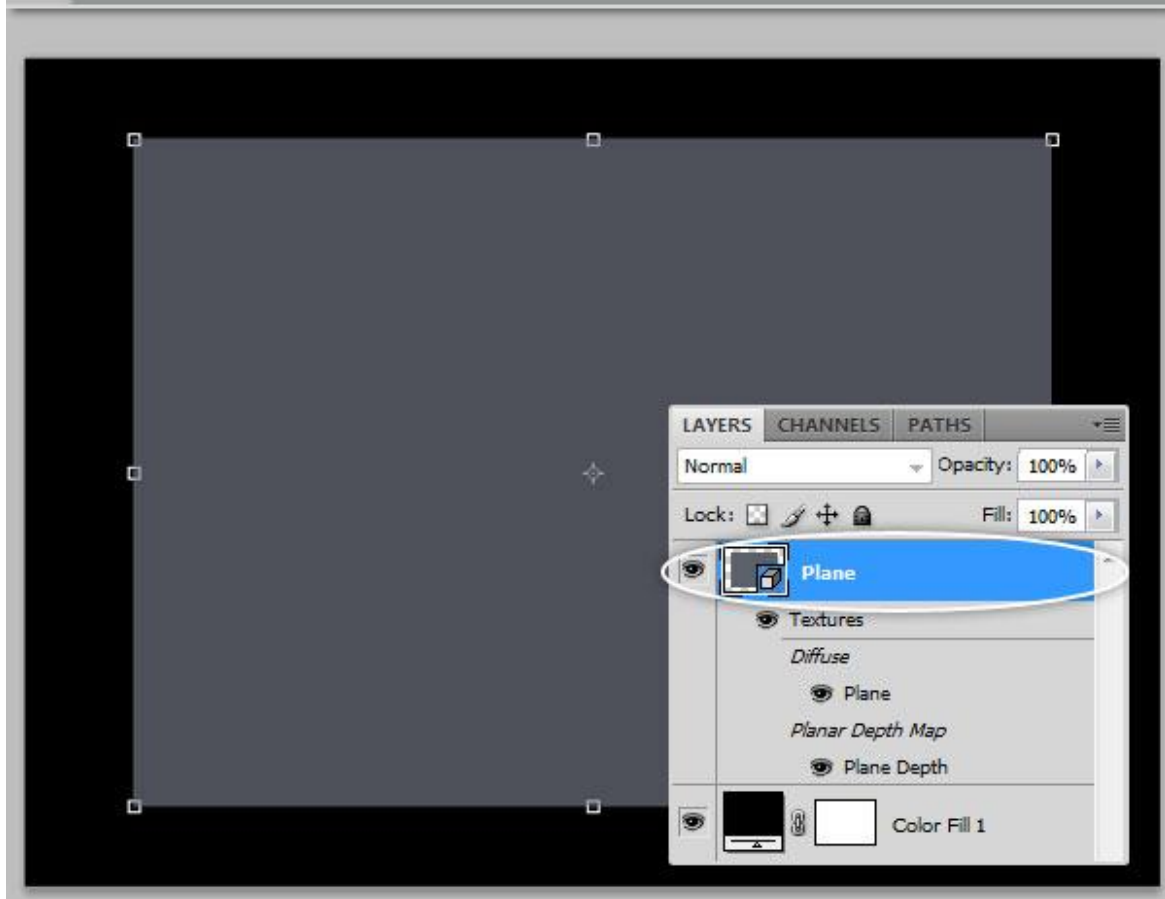 LAYERS CHANNELS PATHS
Normal Opacity: 100%
Lock: Fill: 100%
Plane
Textures
Diffuse
Plane
Planar Depth Map
Plane Depth
Color Fill 1